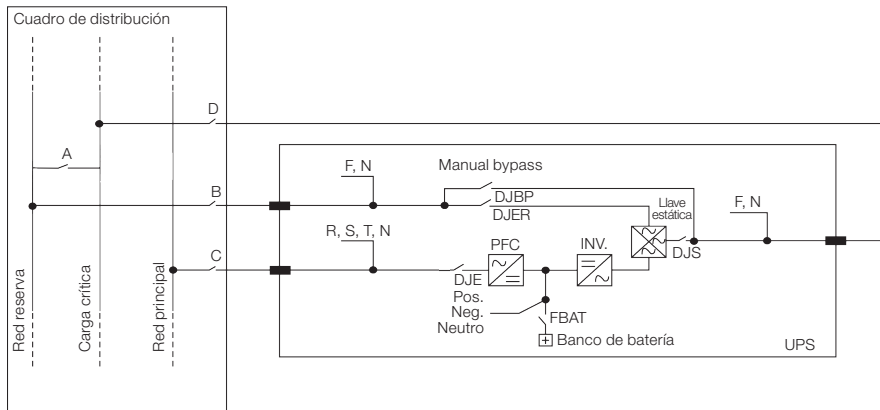 Cuadro de distribución
D
A
F, N
Manual bypass
B
DJBP
DJER
Llave
estática
F, N
R, S, T, N
PFC
INV.
C
DJE
DJS
Pos.
Neg.
Neutro
FBAT
Banco de batería
UPS
Red reserva
Carga crítica
Red principal